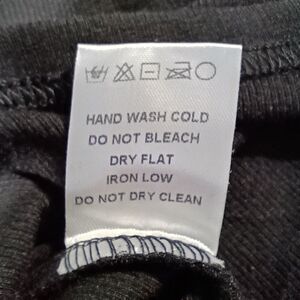 HAND WASH COLD
DO NOT BLEACH
DRY FLAT
IRON LOW
DO NOT DRY CLEAN